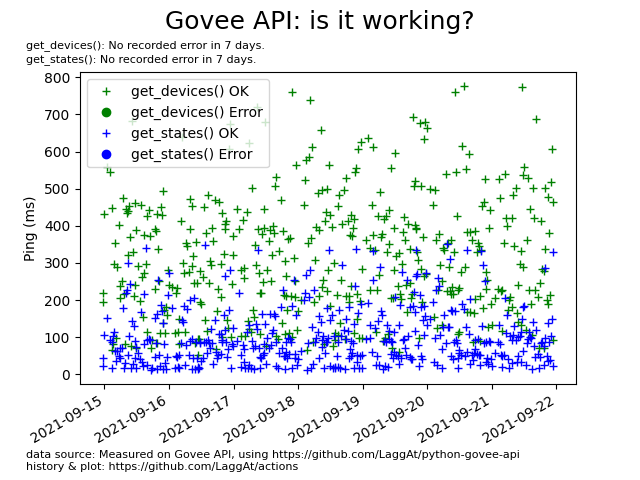 Govee API: is it working?
get_devices(): No recorded error in 7 days.
get_states(): No recorded error in 7 days.
get_devices() OK
get_devices() Error
get_states() OK
get_states() Error
Ping (ms)
800
700
600
500
400
300
200
100
0
2021-09-15
2021-09-16
2021-09-17
2021-09-18
2021-09-19
2021-09-20
2021-09-21
2021-09-22
data source: Measured on Govee API, using https://github.com/LaggAt/python-govee-api
history & plot: https://github.com/LaggAt/actions